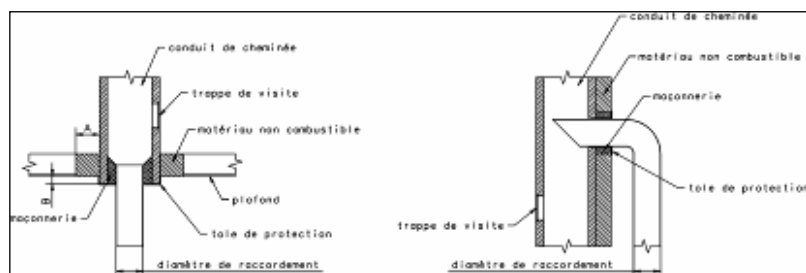 conduit de cheminée
trappe de visite
matériau non combustible
A
B
plafond
maçonnerie
tole de protection
diamètre de raccordement
conduit de cheminée
matériau non combustible
maçonnerie
tole de protection
trappe de visite
diamètre de raccordement